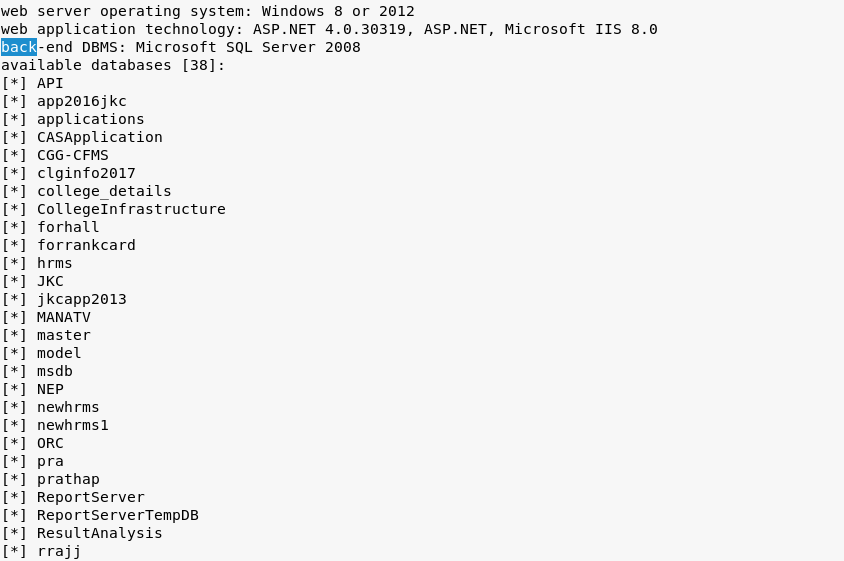 web server operating system: Windows 8 or 2012
web application technology: ASP.NET 4.0.30319, ASP.NET, Microsoft IIS 8.0
back-end DBMS: Microsoft SQL Server 2008
available databases [38]:
[*] API
[*] app2016jkc
[*] applications
[*] CASApplication
[*] CGG-CFMS
[*] clginfo2017
[*] college_details
[*] CollegeInfrastructure
[*] forhall
[*] forrankcard
[*] hrms
[*] JKC
[*] jkcapp2013
[*] MANATV
[*] master
[*] model
[*] msdb
[*] NEP
[*] newhrms
[*] newhrms1
[*] ORC
[*] pra
[*] prathap
[*] ReportServer
[*] ReportServerTempDB
[*] ResultAnalysis
[*] rrajj